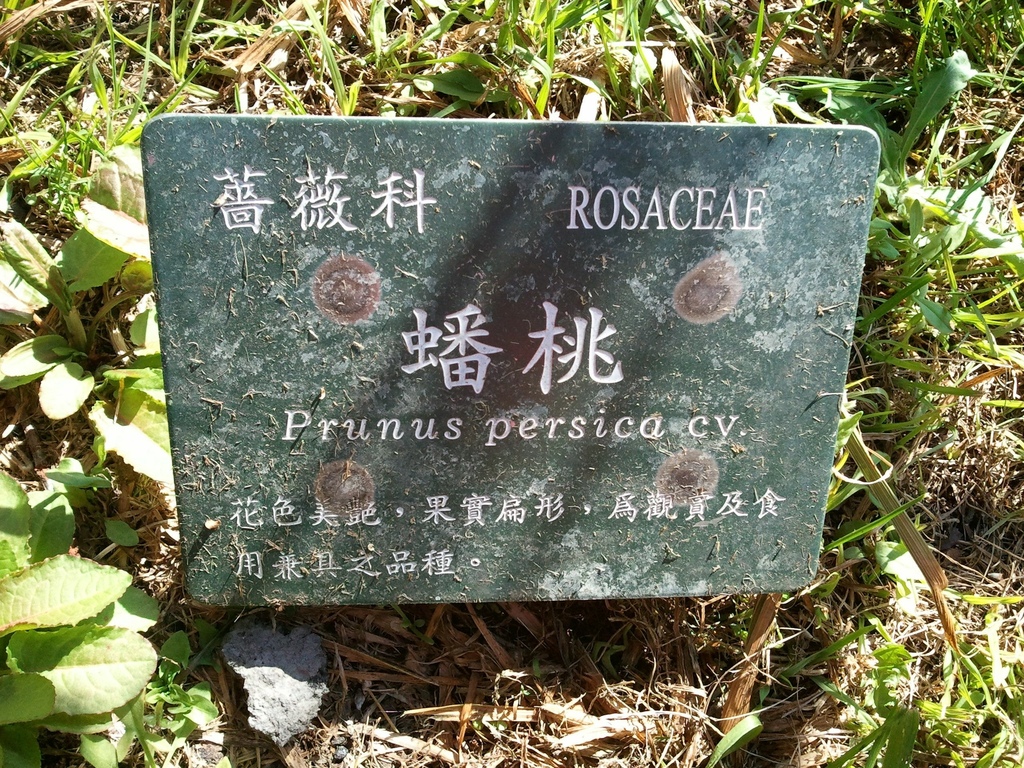 薔薇科 ROSACEAE
蟠桃
Prunus persica cv.
花色美艷，果實扁形，爲觀賞及食
用兼具之品種。